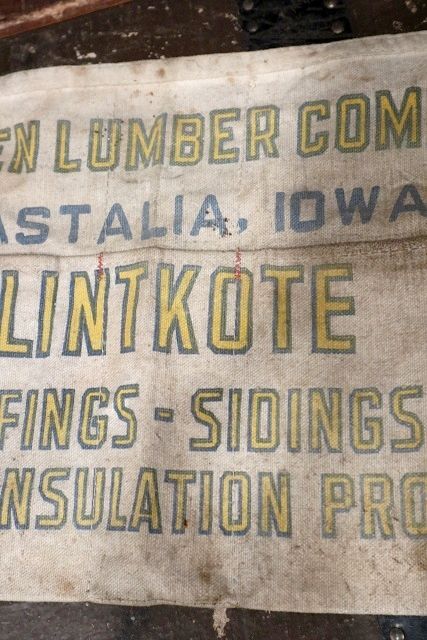 EN LUMBER COM
ASTALIA, IOWA
LINTKOTE
FINGS - SIDINGS
NSULATION PRO